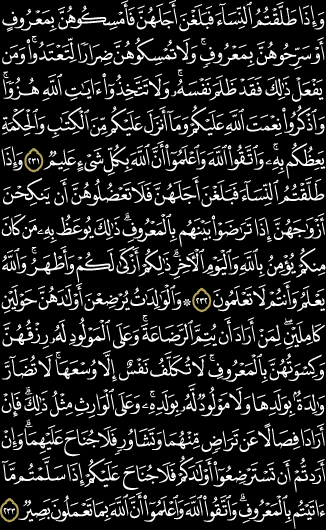 وَإِذَا طَلَّقْتُمُ ٱلنِّسَآءَ فَبَلَغْنَ أَجَلَهُنَّ فَأَمْسِكُوهُنَّ بِمَعْرُوفٍ
أَوْ سَرِّحُوهُنَّ بِمَعْرُوفٍۚ وَلَا تُمْسِكُوهُنَّ ضِرَارًا لِّتَعْتَدُوا۟ۚ وَمَن
يَفْعَلْ ذَٰلِكَ فَقَدْ ظَلَمَ نَفْسَهُۥۚ وَلَا تَتَّخِذُوٓا۟ ءَايَـٰتِ ٱللَّهِ هُزُوًاۚ
وَٱذْكُرُوا۟ نِعْمَتَ ٱللَّهِ عَلَيْكُمْ وَمَآ أَنزَلَ عَلَيْكُم مِّنَ ٱلْكِتَـٰبِ وَٱلْحِكْمَةِ
يَعِظُكُم بِهِۦۚ وَٱتَّقُوا۟ ٱللَّهَ وَٱعْلَمُوٓا۟ أَنَّ ٱللَّهَ بِكُلِّ شَىْءٍ عَلِيمٌ ٢٣١ وَإِذَا
طَلَّقْتُمُ ٱلنِّسَآءَ فَبَلَغْنَ أَجَلَهُنَّ فَلَا تَعْضُلُوهُنَّ أَن يَنكِحْنَ
أَزْوَٰجَهُنَّ إِذَا تَرَٰضَوْا۟ بَيْنَهُم بِٱلْمَعْرُوفِۗ ذَٰلِكَ يُوعَظُ بِهِۦ مَن كَانَ
مِنكُمْ يُؤْمِنُ بِٱللَّهِ وَٱلْيَوْمِ ٱلْـَٔاخِرِۗ ذَٰلِكُمْ أَزْكَىٰ لَكُمْ وَأَطْهَرُۗ وَٱللَّهُ
يَعْلَمُ وَأَنتُمْ لَا تَعْلَمُونَ ٢٣٢ ۞ وَٱلْوَٰلِدَٰتُ يُرْضِعْنَ أَوْلَـٰدَهُنَّ حَوْلَيْنِ
كَامِلَيْنِۖ لِمَنْ أَرَادَ أَن يُتِمَّ ٱلرَّضَاعَةَۚ وَعَلَى ٱلْمَوْلُودِ لَهُۥ رِزْقُهُنَّ
وَكِسْوَتُهُنَّ بِٱلْمَعْرُوفِۚ لَا تُكَلَّفُ نَفْسٌ إِلَّا وُسْعَهَاۚ لَا تُضَآرَّ
وَٰلِدَةٌۢ بِوَلَدِهَا وَلَا مَوْلُودٌ لَّهُۥ بِوَلَدِهِۦۚ وَعَلَى ٱلْوَارِثِ مِثْلُ ذَٰلِكَۗ فَإِنْ
أَرَادَا فِصَالًا عَن تَرَاضٍ مِّنْهُمَا وَتَشَاوُرٍ فَلَا جُنَاحَ عَلَيْهِمَاۗ وَإِنْ
أَرَدتُّمْ أَن تَسْتَرْضِعُوٓا۟ أَوْلَـٰدَكُمْ فَلَا جُنَاحَ عَلَيْكُمْ إِذَا سَلَّمْتُم مَّآ
ءَاتَيْتُم بِٱلْمَعْرُوفِۗ وَٱتَّقُوا۟ ٱللَّهَ وَٱعْلَمُوٓا۟ أَنَّ ٱللَّهَ بِمَا تَعْمَلُونَ بَصِيرٌ ٢٣٣